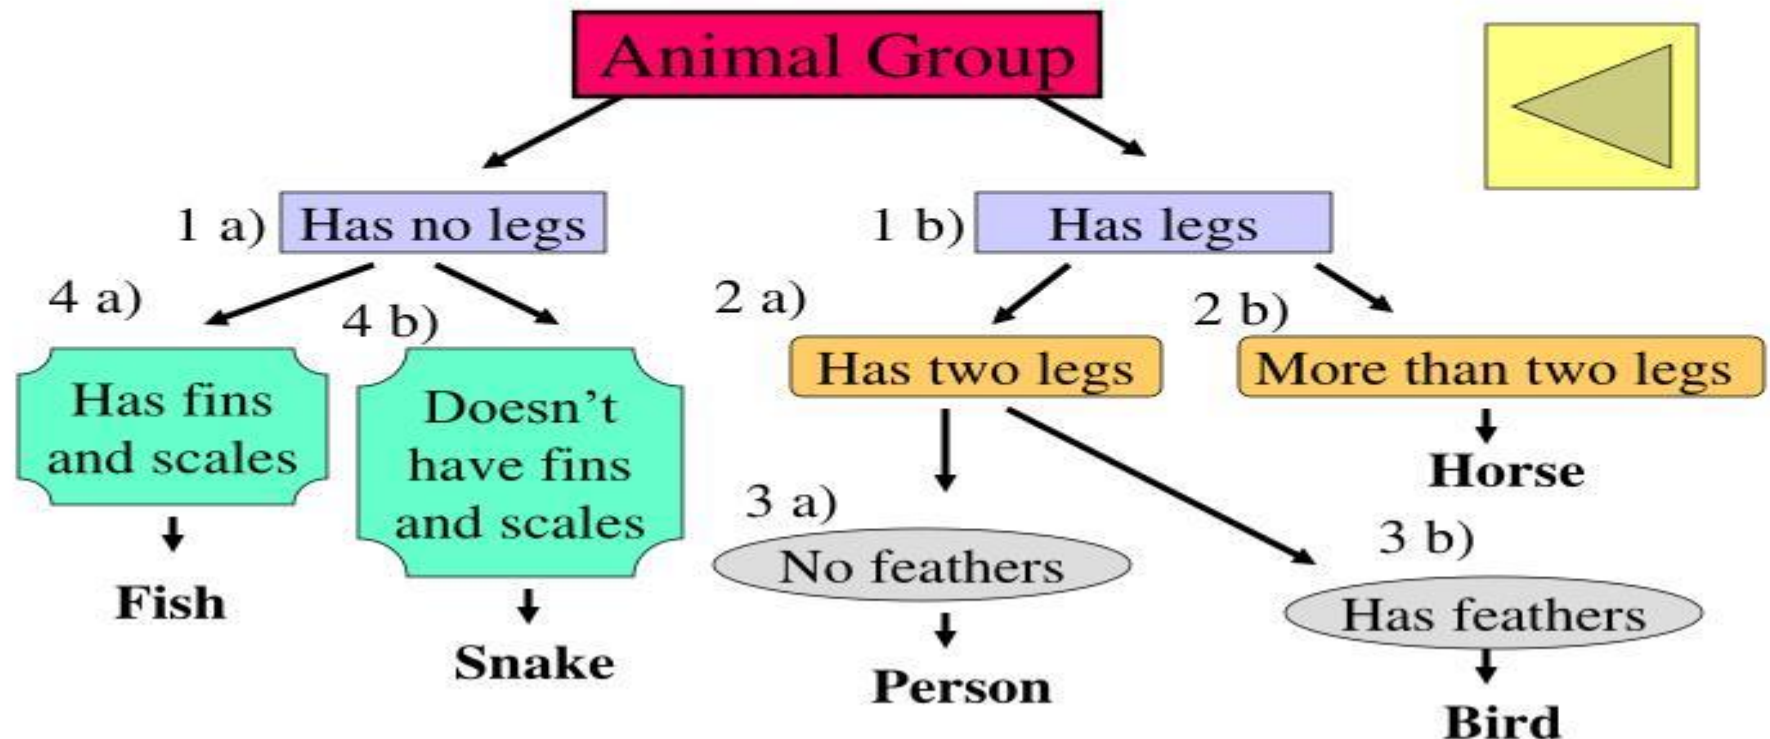 Animal Group
1 a) Has no legs
1 b) Has legs
4 a)
4 b)
2 a)
2 b)
Has fins
and scales
Doesn't
have fins
and scales
Has two legs
More than two legs
Horse
3 a)
No feathers
3 b)
Has feathers
Fish
Snake
Person
Bird